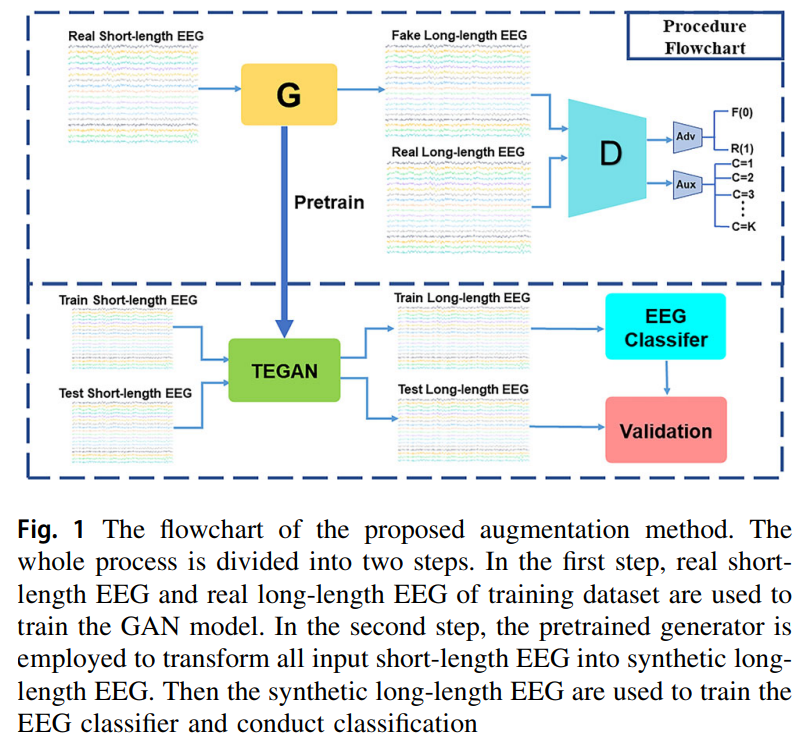 Procedure
Flowchart
Real Short-length EEG
Fake Long-length EEG
G
Real Long-length EEG
D
Adv
F(0)
R(1)
Aux
C=1
C=2
C=3
C=K
Pretrain
Train Short-length EEG
Train Long-length EEG
EEG
Classifer
TEGAN
Test Short-length EEG
Test Long-length EEG
Validation
Fig. 1 The flowchart of the proposed augmentation method. The
whole process is divided into two steps. In the first step, real short-
length EEG and real long-length EEG of training dataset are used to
train the GAN model. In the second step, the pretrained generator is
employed to transform all input short-length EEG into synthetic long-
length EEG. Then the synthetic long-length EEG are used to train the
EEG classifier and conduct classification